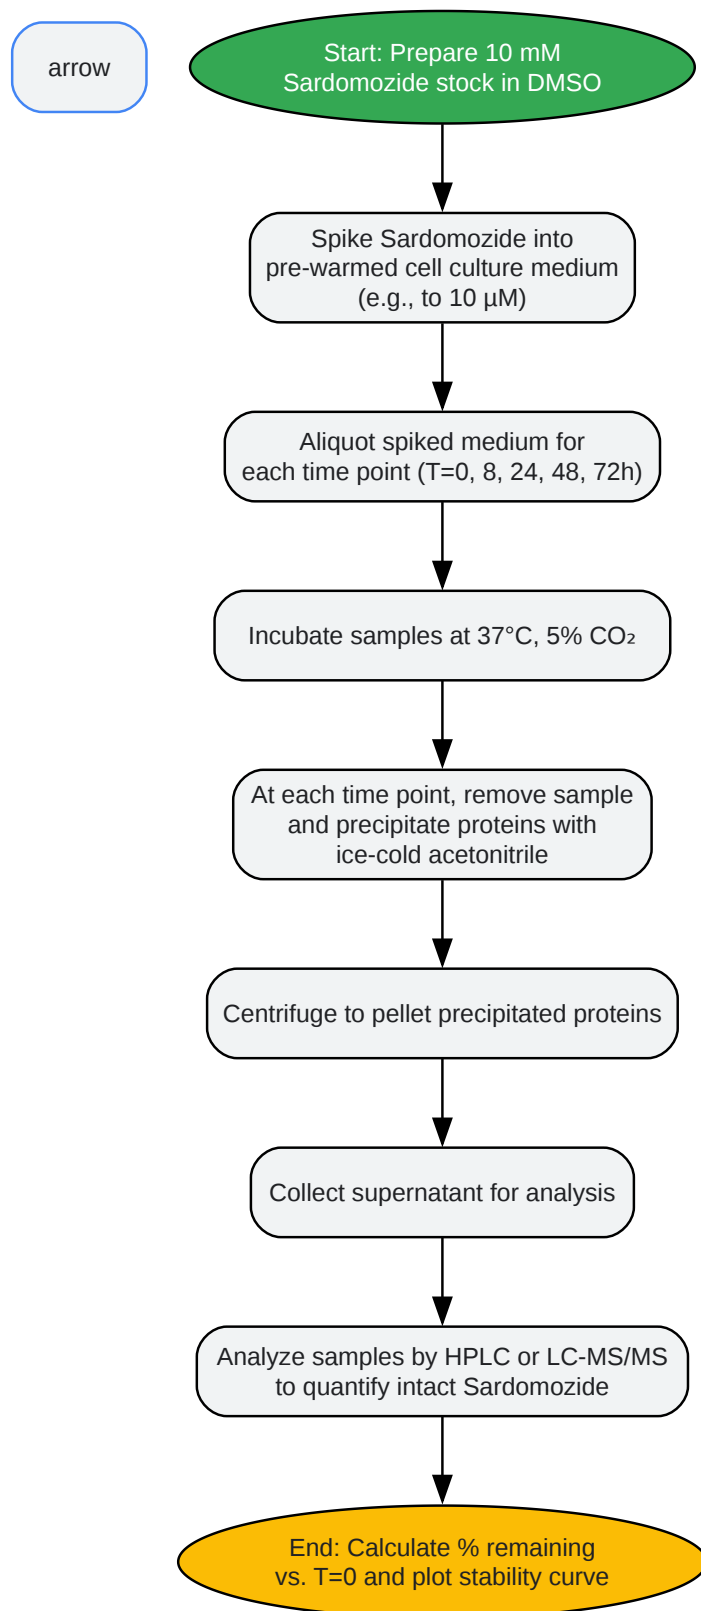 arrow
Start: Prepare 10 mM
Sardomozide stock in DMSO
Spike Sardomozide into
pre-warmed cell culture medium
(e.g., to 10 µM)
Aliquot spiked medium for
each time point (T=0, 8, 24, 48, 72h)
Incubate samples at 37°C, 5% CO₂
At each time point, remove sample
and precipitate proteins with
ice-cold acetonitrile
Centrifuge to pellet precipitated proteins
Collect supernatant for analysis
Analyze samples by HPLC or LC-MS/MS
to quantify intact Sardomozide
End: Calculate % remaining
vs. T=0 and plot stability curve